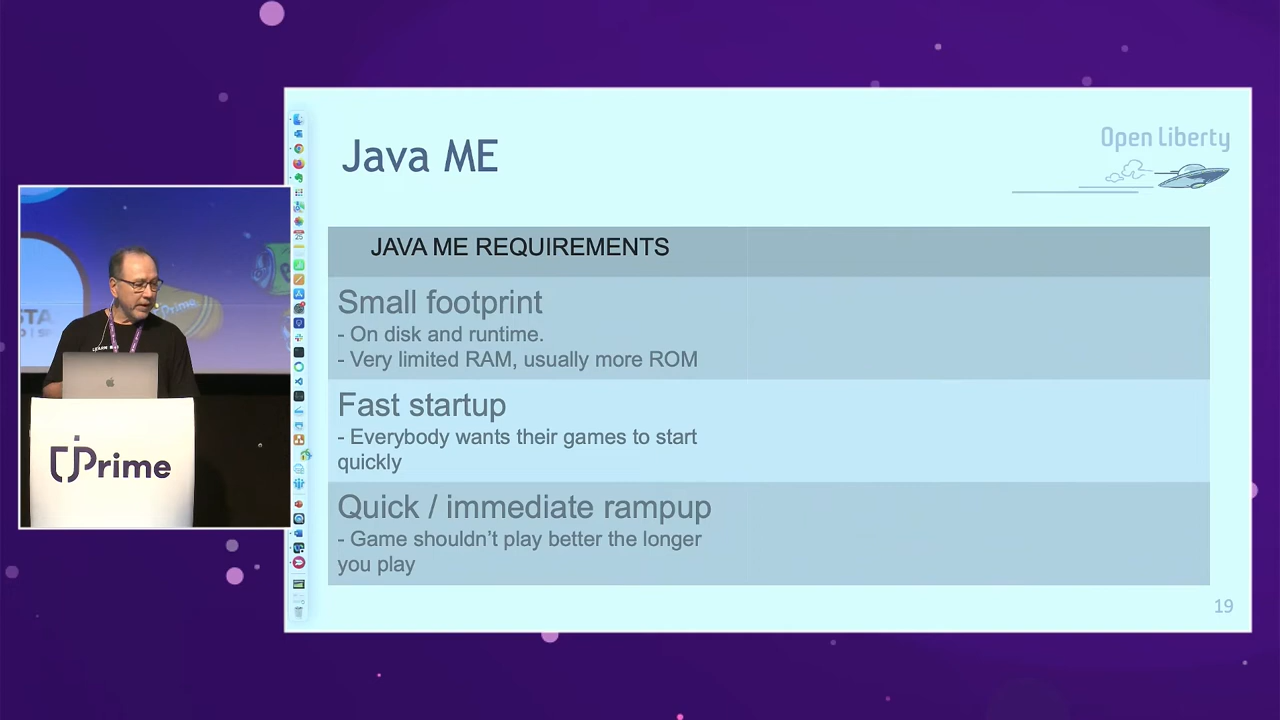 Java ME
Open Liberty
JAVA ME REQUIREMENTS
Small footprint
- On disk and runtime.
- Very limited RAM, usually more ROM
Fast startup
- Everybody wants their games to start
quickly
Quick / immediate rampup
- Game shouldn’t play better the longer
you play
19
jPrime